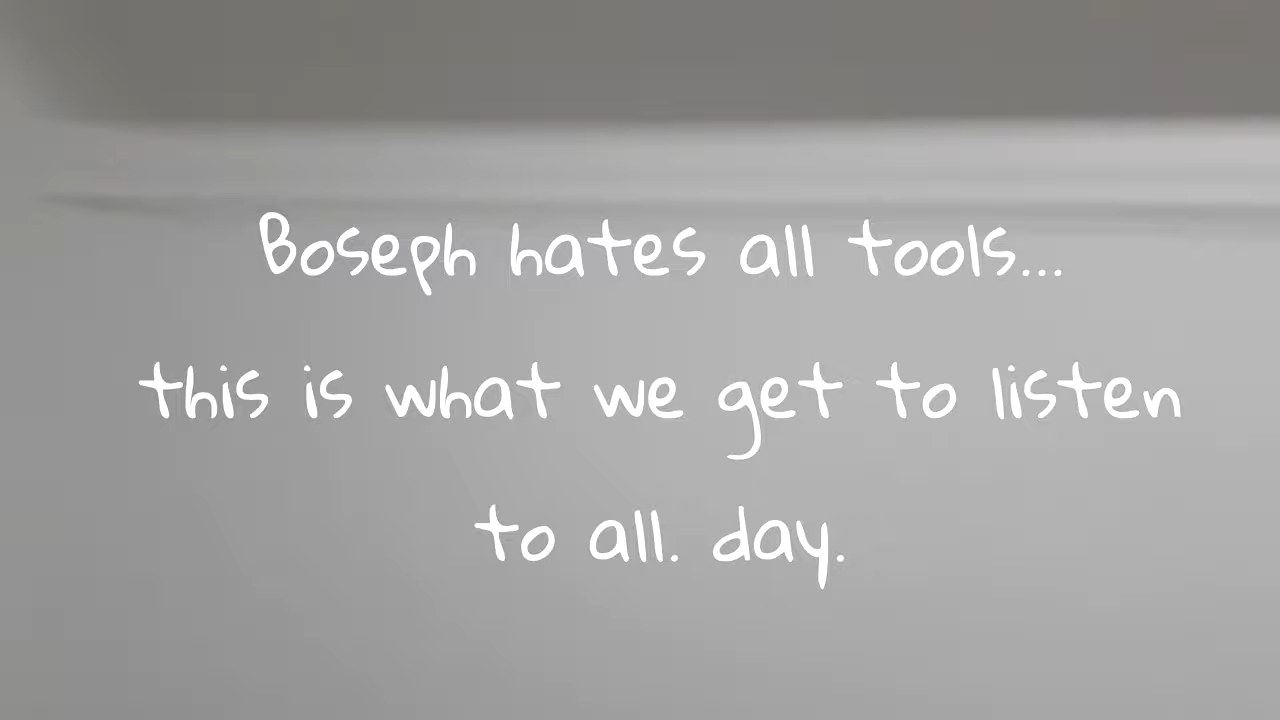 Boseph hates all tools...
this is what we get to listen
to all. day.